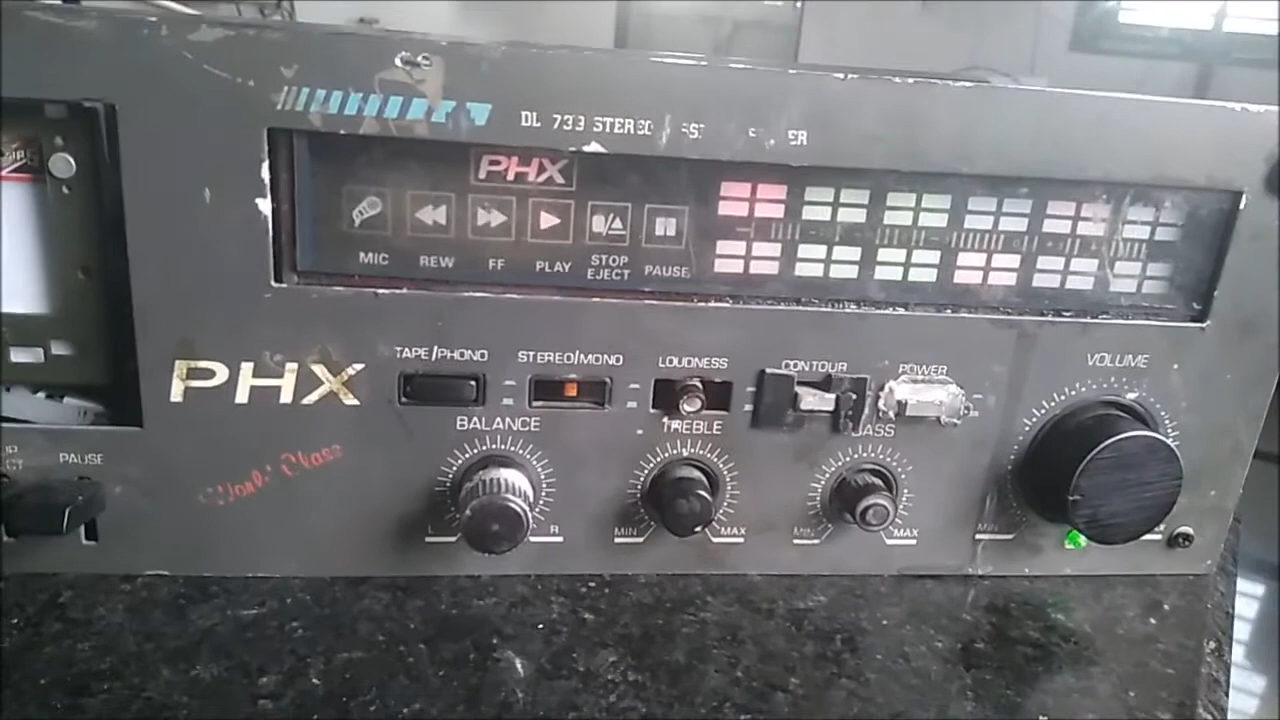 DL 733 STEREO
PHX
MIC REW FF PLAY STOP EJECT PAUSE
TAPE/PHONO STEREO/MONO LOUDNESS CONTOUR POWER VOLUME
PHX
BALANCE TREBLE BASS
PAUSE
L R MIN MAX MIN MAX MIN